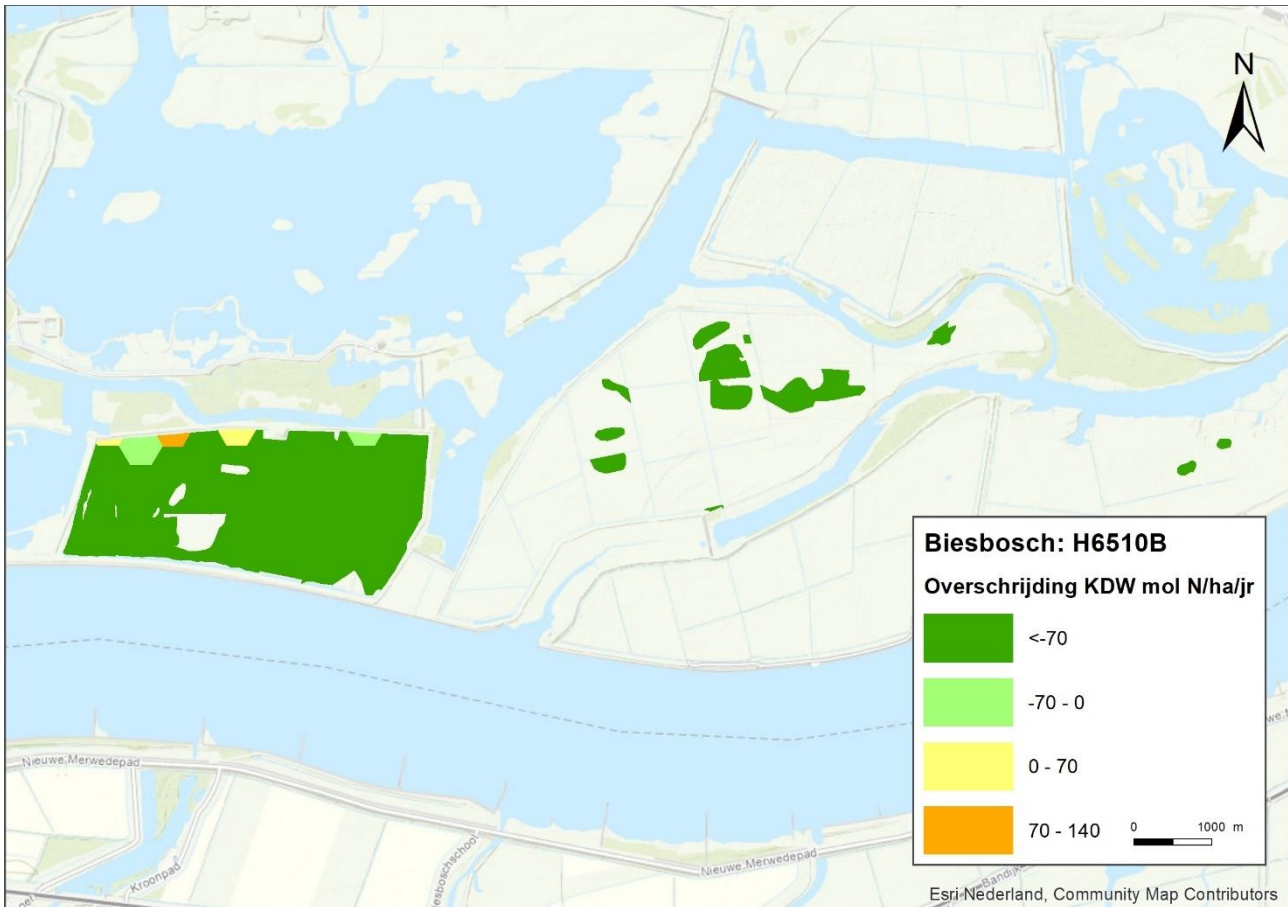 N
Biesbosch: H6510B
Overschrijding KDW mol N/ha/jr
<-70
-70 - 0
0 - 70
70 - 140
0 1000 m
Nieuwe Merwedepad
Kroonpad
Nieuwe Merwedepad
Esri Nederland, Community Map Contributors